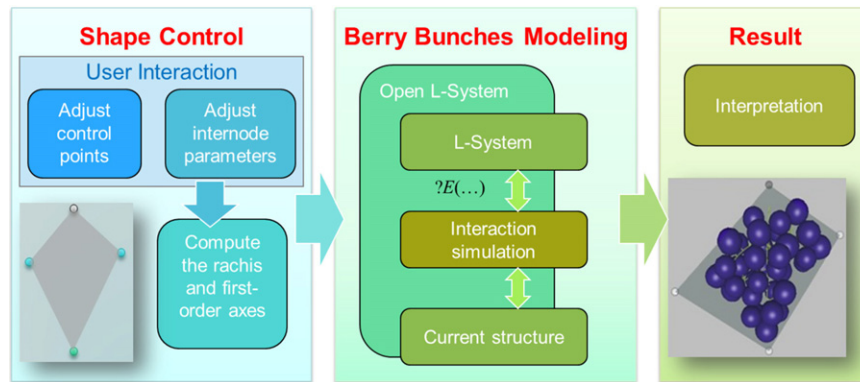 Shape Control
User Interaction
Adjust
control
points
Adjust
internode
parameters
Compute
the rachis
and first-
order axes
Berry Bunches Modeling
Open L-System
L-System
?E(…)
Interaction
simulation
Current structure
Result
Interpretation